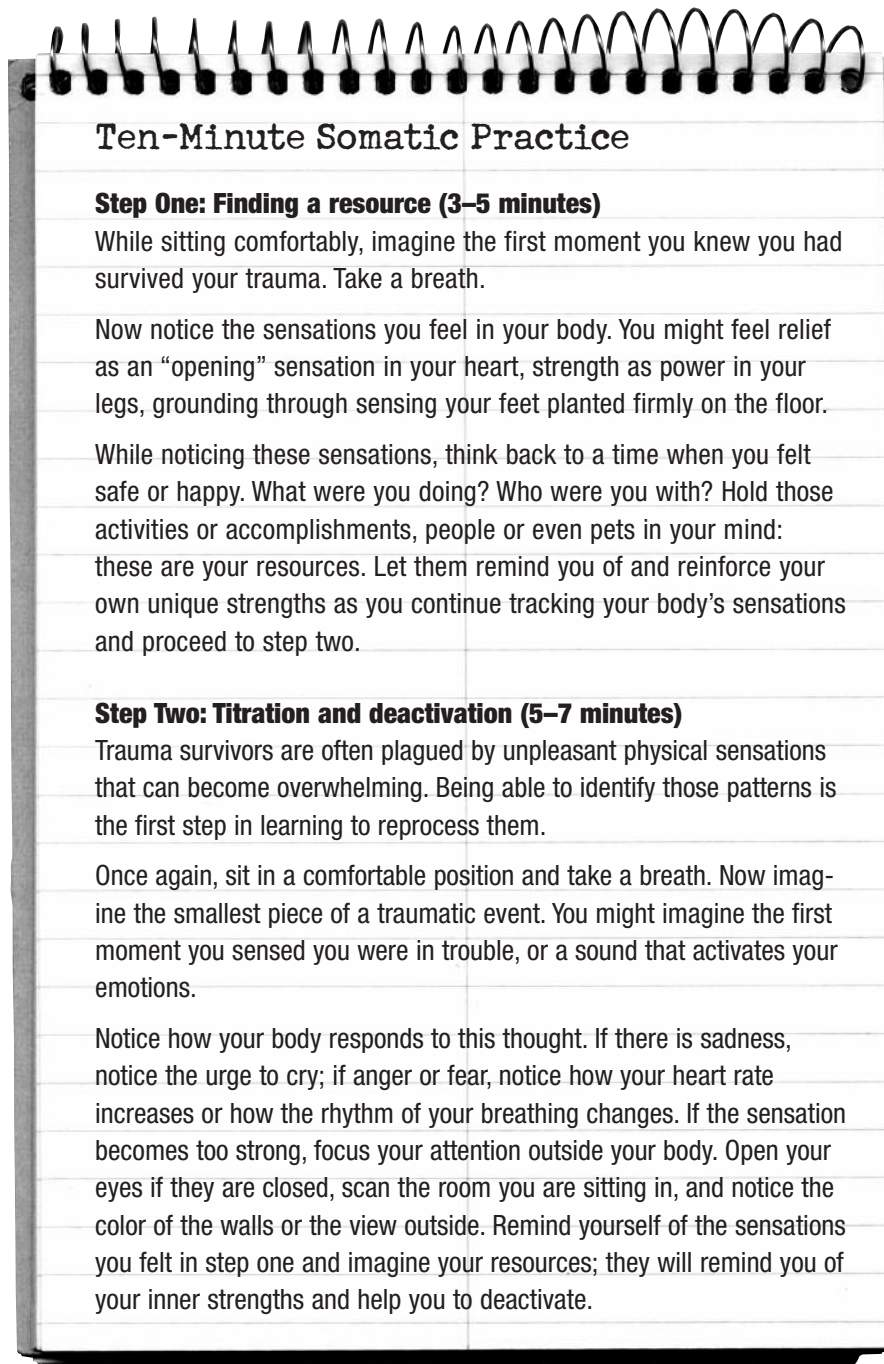 Ten-Minute Somatic Practice
Step One: Finding a resource (3–5 minutes)
While sitting comfortably, imagine the first moment you knew you had
survived your trauma. Take a breath.
Now notice the sensations you feel in your body. You might feel relief
as an “opening” sensation in your heart, strength as power in your
legs, grounding through sensing your feet planted firmly on the floor.
While noticing these sensations, think back to a time when you felt
safe or happy. What were you doing? Who were you with? Hold those
activities or accomplishments, people or even pets in your mind:
these are your resources. Let them remind you of and reinforce your
own unique strengths as you continue tracking your body’s sensations
and proceed to step two.
Step Two: Titration and deactivation (5–7 minutes)
Trauma survivors are often plagued by unpleasant physical sensations
that can become overwhelming. Being able to identify those patterns is
the first step in learning to reprocess them.
Once again, sit in a comfortable position and take a breath. Now imag-
ine the smallest piece of a traumatic event. You might imagine the first
moment you sensed you were in trouble, or a sound that activates your
emotions.
Notice how your body responds to this thought. If there is sadness,
notice the urge to cry; if anger or fear, notice how your heart rate
increases or how the rhythm of your breathing changes. If the sensation
becomes too strong, focus your attention outside your body. Open your
eyes if they are closed, scan the room you are sitting in, and notice the
color of the walls or the view outside. Remind yourself of the sensations
you felt in step one and imagine your resources; they will remind you of
your inner strengths and help you to deactivate.